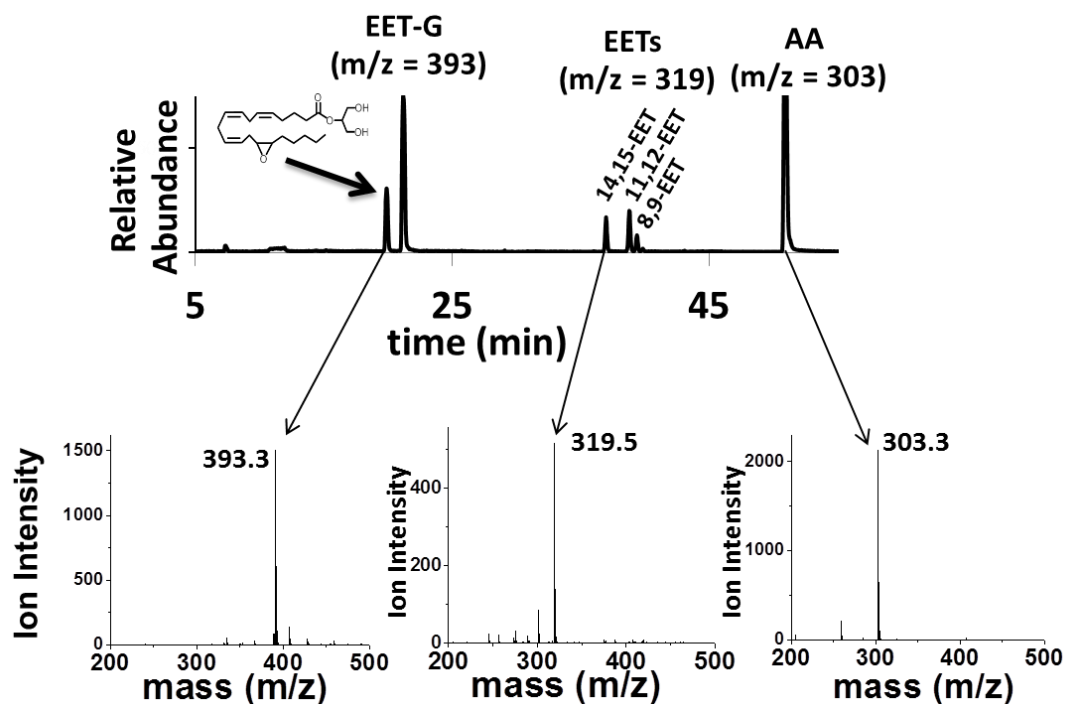 EET-G
(m/z = 393)
EETs
(m/z = 319)
AA
(m/z = 303)
O
OH
O
OH
O
14,15-EET
11,12-EET
8,9-EET
Relative
Abundance
5
25
45
time (min)
393.3
1500
1000
500
0
Ion Intensity
200
300
400
500
mass (m/z)
319.5
400
200
0
Ion Intensity
200
300
400
500
mass (m/z)
303.3
2000
1000
0
Ion Intensity
200
300
400
500
mass (m/z)